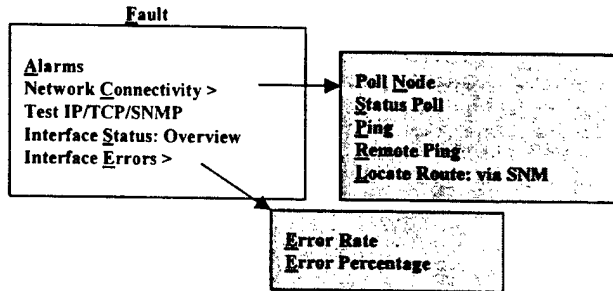 Fault
Alarms
Network Connectivity >
Test IP/TCP/SNMP
Interface Status: Overview
Interface Errors >
Poll Node
Status Poll
Ping
Remote Ping
Locate Route: via SNM
Error Rate
Error Percentage